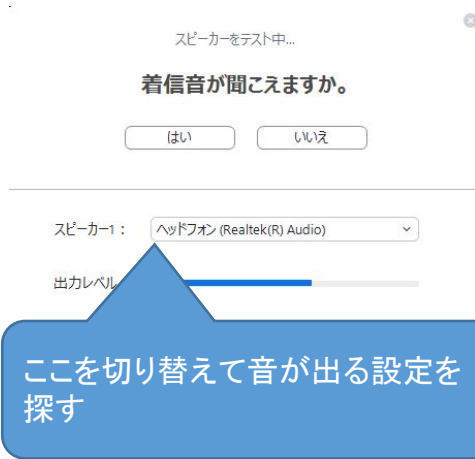 スピーカーをテスト中...
着信音が聞こえますか。
はい いいえ
スピーカー1： ヘッドフォン (Realtek(R) Audio)
出力レベル
ここを切り替えて音が出る設定を
探す